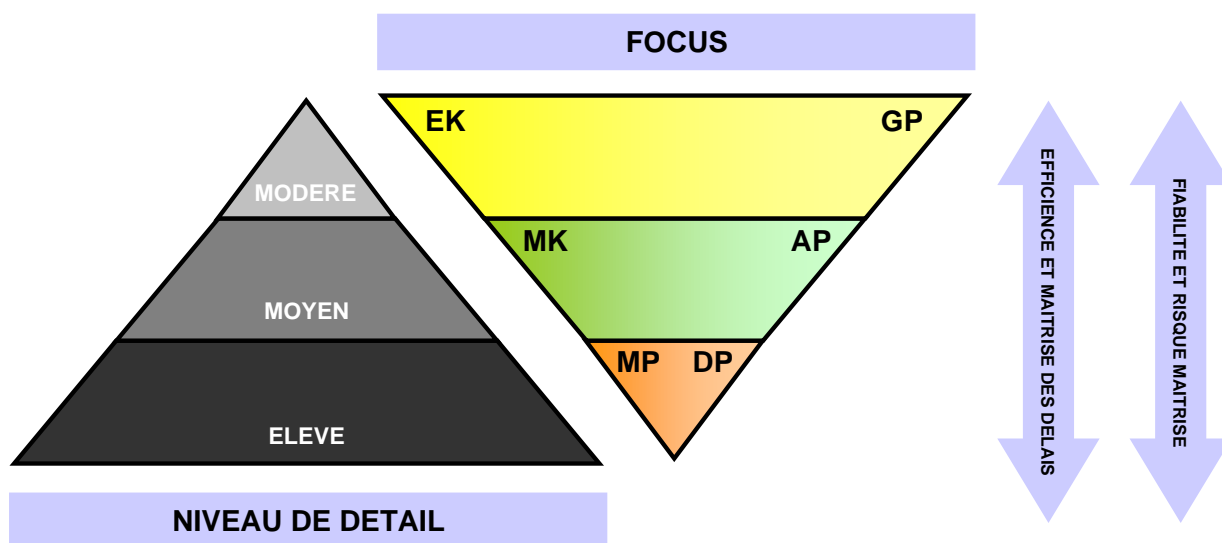 FOCUS
EK GP
MODERE
MK AP
MOYEN
MP DP
ELEVE
NIVEAU DE DETAIL
EFFICIENCE ET MAITRISE DES DELAIS
FIABILITE ET RISQUE MAITRISE